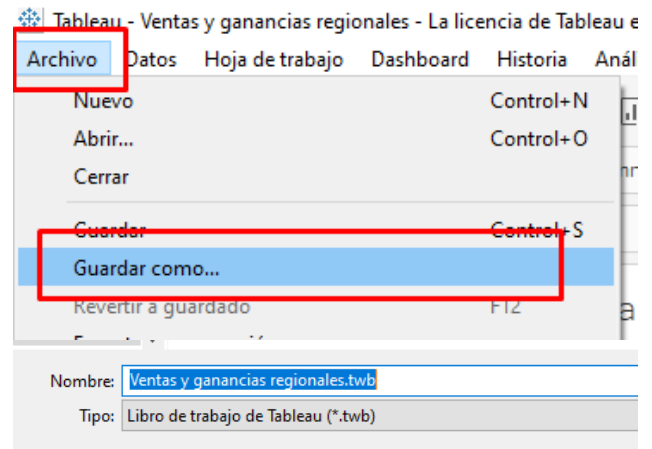 Tableau - Ventas y ganancias regionales - La licencia de Tableau e
Archivo Datos Hoja de trabajo Dashboard Historia Anál
Nuevo Control+N
Abrir... Control+O
Cerrar
Guardar Control+S
Guardar como...
Revertir a guardado F12
Nombre: Ventas y ganancias regionales.twb
Tipo: Libro de trabajo de Tableau (*.twb)